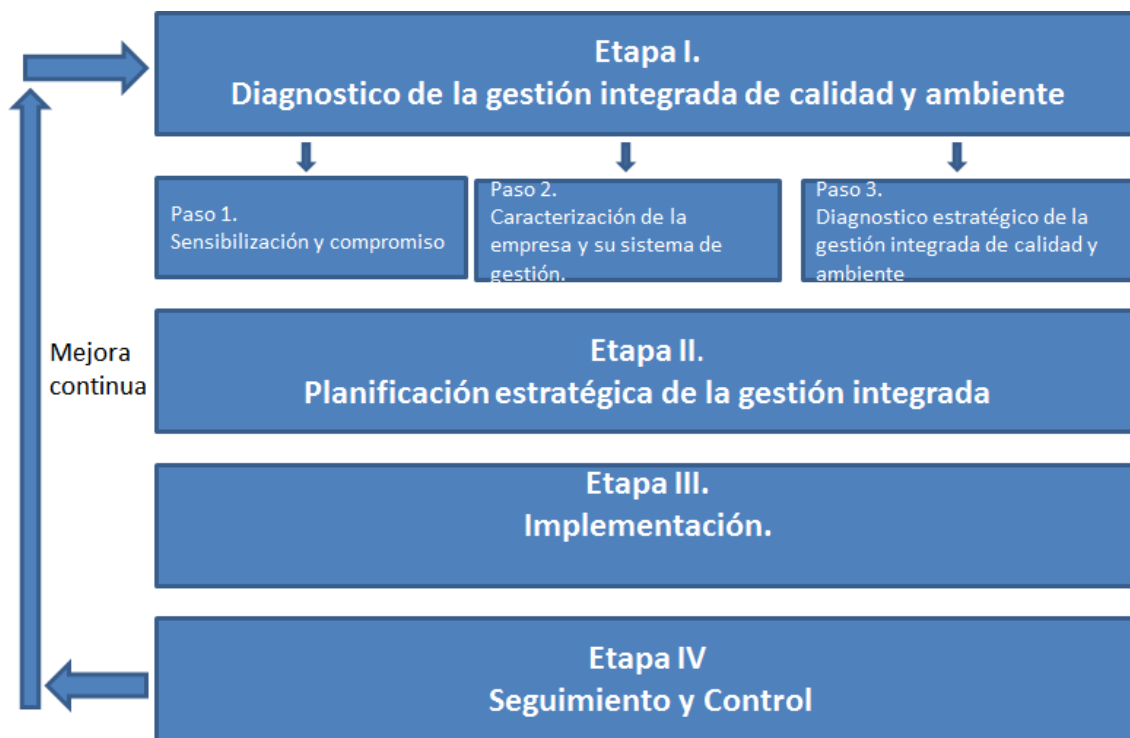 Etapa I.
Diagnostico de la gestión integrada de calidad y ambiente
Paso 1.
Sensibilización y compromiso
Paso 2.
Caracterización de la
empresa y su sistema de
gestión.
Paso 3.
Diagnostico estratégico de la
gestión integrada de calidad y
ambiente
Mejora
continua
Etapa II.
Planificación estratégica de la gestión integrada
Etapa III.
Implementación.
Etapa IV
Seguimiento y Control